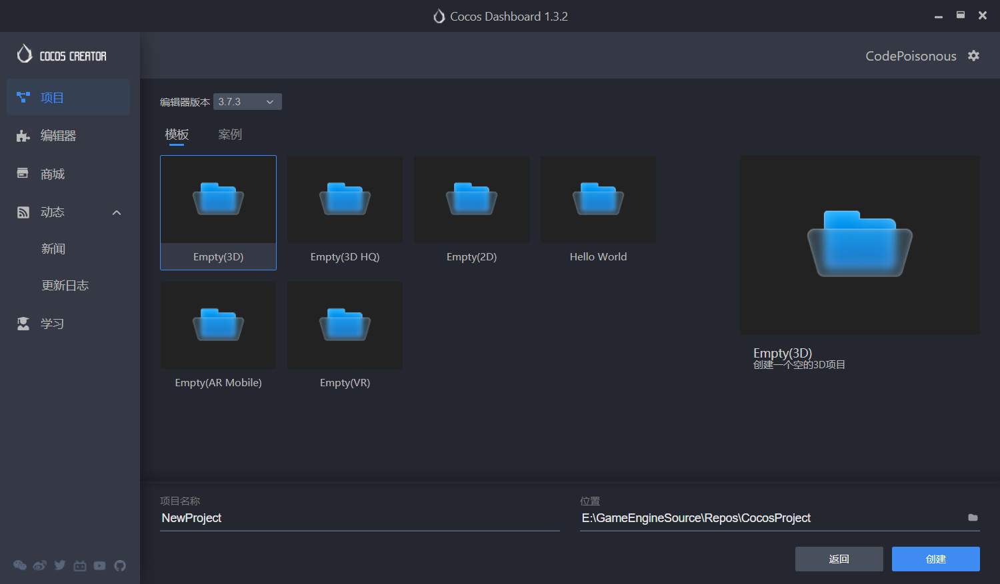 Cocos Dashboard 1.3.2
COCOS CREATOR
CodePoisonous
项目
编辑器
商城
动态
新闻
更新日志
学习
编辑器版本 3.7.3
模板 案例
Empty(3D) Empty(3D HQ) Empty(2D) Hello World
Empty(AR Mobile) Empty(VR)
Empty(3D)
创建一个空的3D项目
项目名称
NewProject
位置
E:\GameEngineSource\Repos\CocosProject
返回 创建